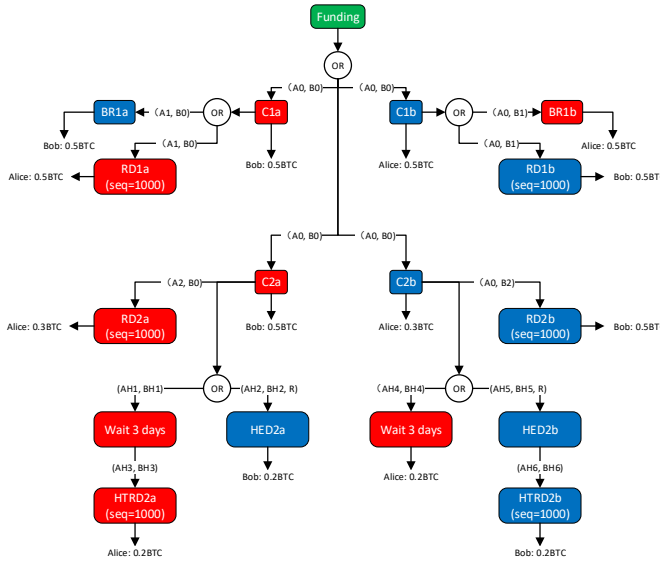 Funding
OR
(A0, B0) (A0, B0)
BR1a (A1, B0) OR C1a C1b OR (A0, B1) BR1b
(A1, B0) (A0, B1)
Bob: 0.5BTC Bob: 0.5BTC Alice: 0.5BTC Alice: 0.5BTC
Alice: 0.5BTC RD1a RD1b Bob: 0.5BT
(seq=1000) (seq=1000)
(A0, B0) (A0, B0)
(A2, B0) C2a C2b (A0, B2)
Alice: 0.3BTC RD2a Bob: 0.5BTC Alice: 0.3BTC RD2b Bob: 0.5BT
(seq=1000) (seq=1000)
(AH1, BH1) OR (AH2, BH2, R) (AH4, BH4) OR (AH5, BH5, R)
Wait 3 days HED2a Wait 3 days HED2b
(AH3, BH3) Bob: 0.2BTC Alice: 0.2BTC (AH6, BH6)
HTRD2a HTRD2b
(seq=1000) (seq=1000)
Alice: 0.2BTC Bob: 0.2BTC